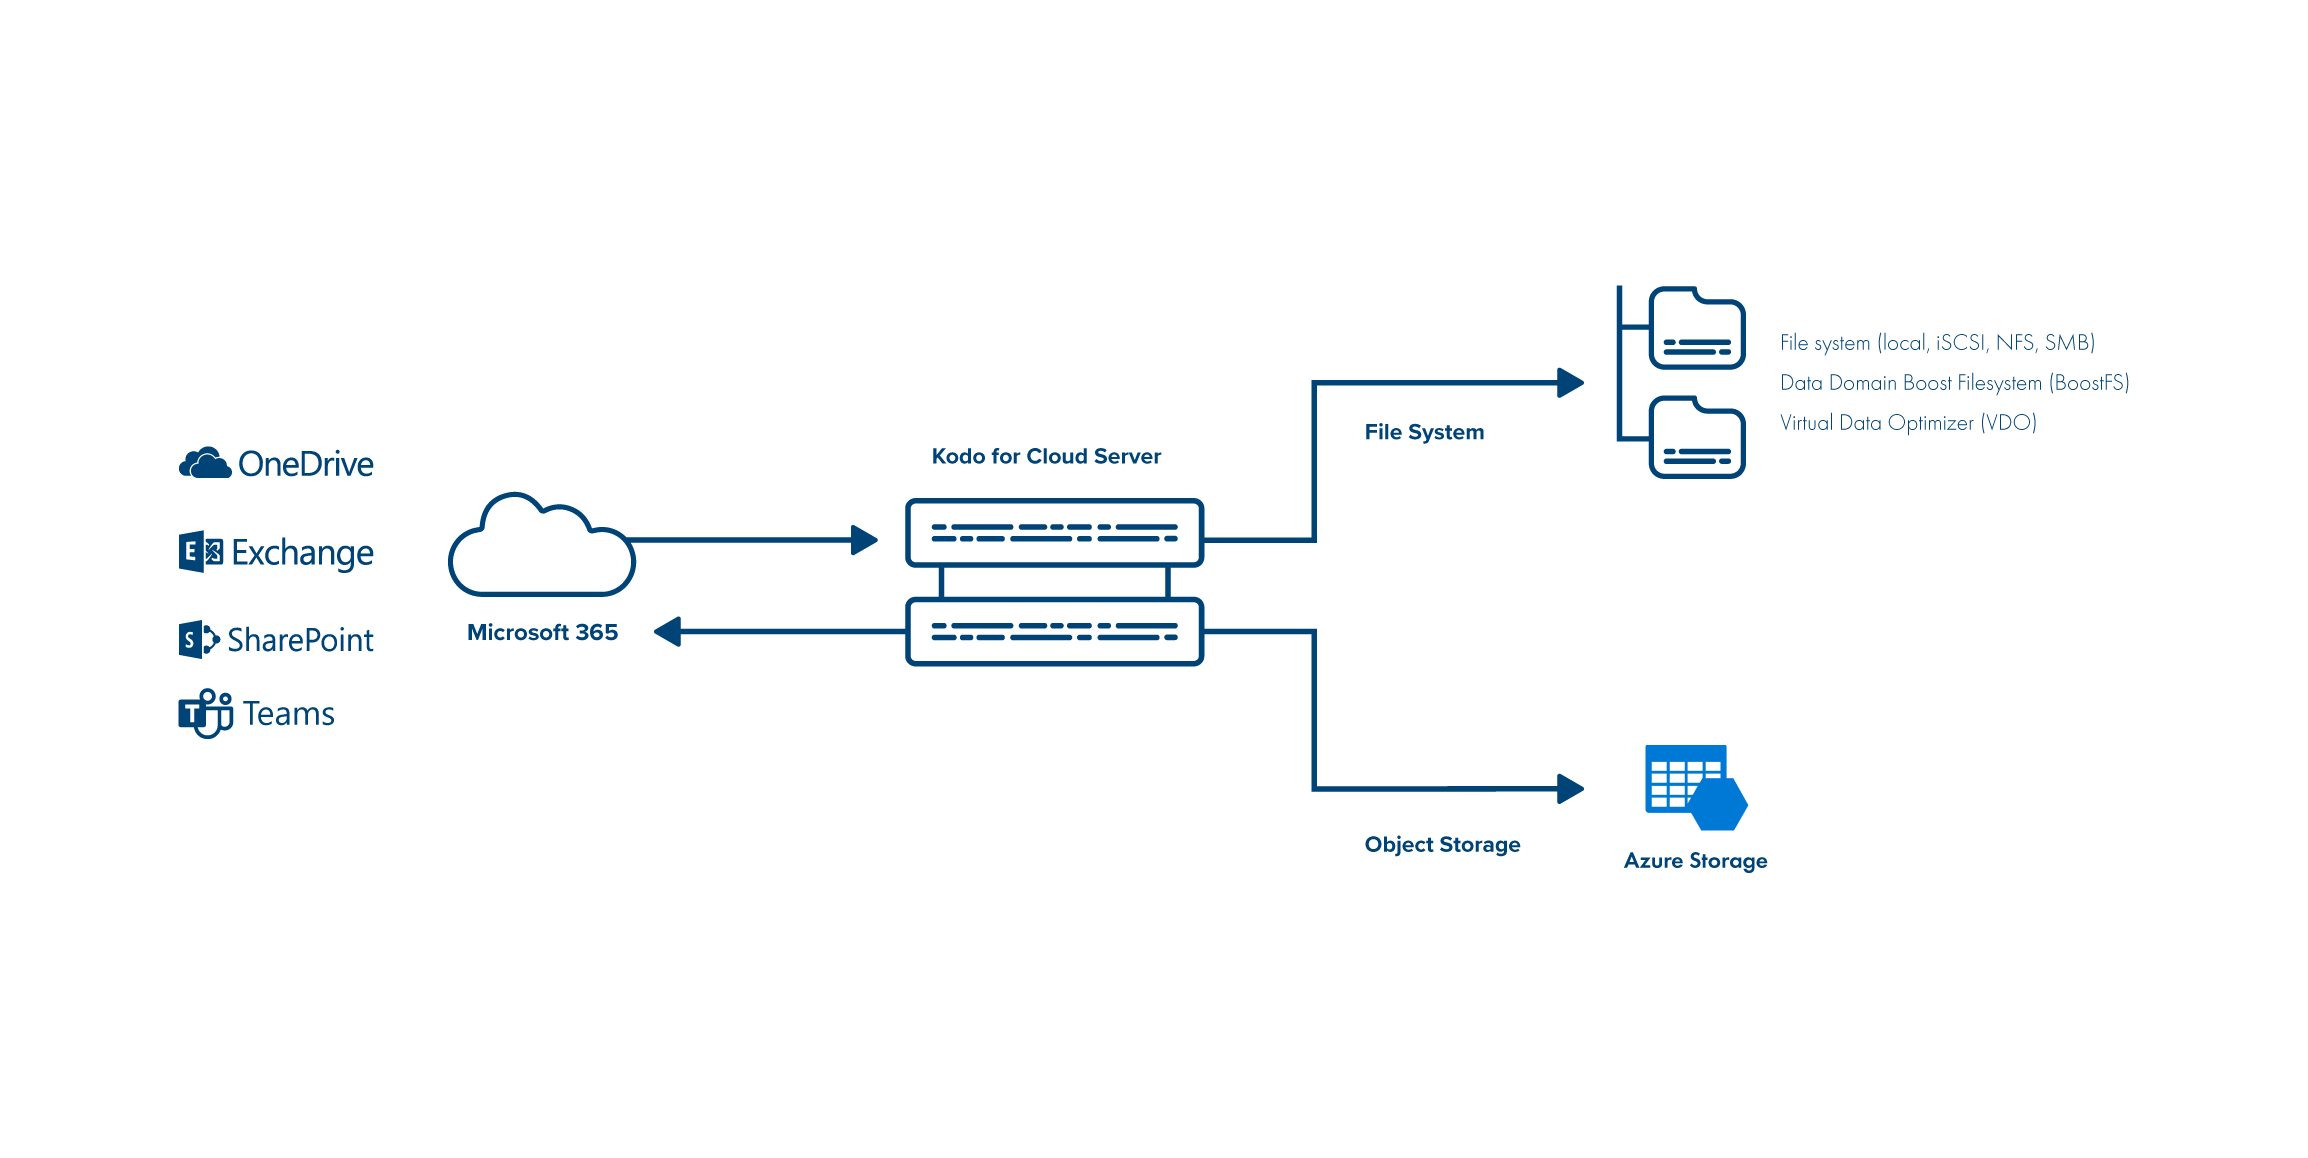 OneDrive
Exchange
SharePoint
Teams
Microsoft 365
Kodo for Cloud Server
File System
File system (local, iSCSI, NFS, SMB)
Data Domain Boost Filesystem (BoostFS)
Virtual Data Optimizer (VDO)
Object Storage
Azure Storage